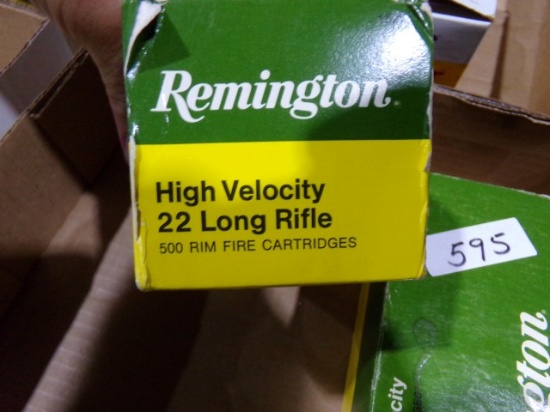 Remington®
High Velocity
22 Long Rifle
500 RIM FIRE CARTRIDGES
595